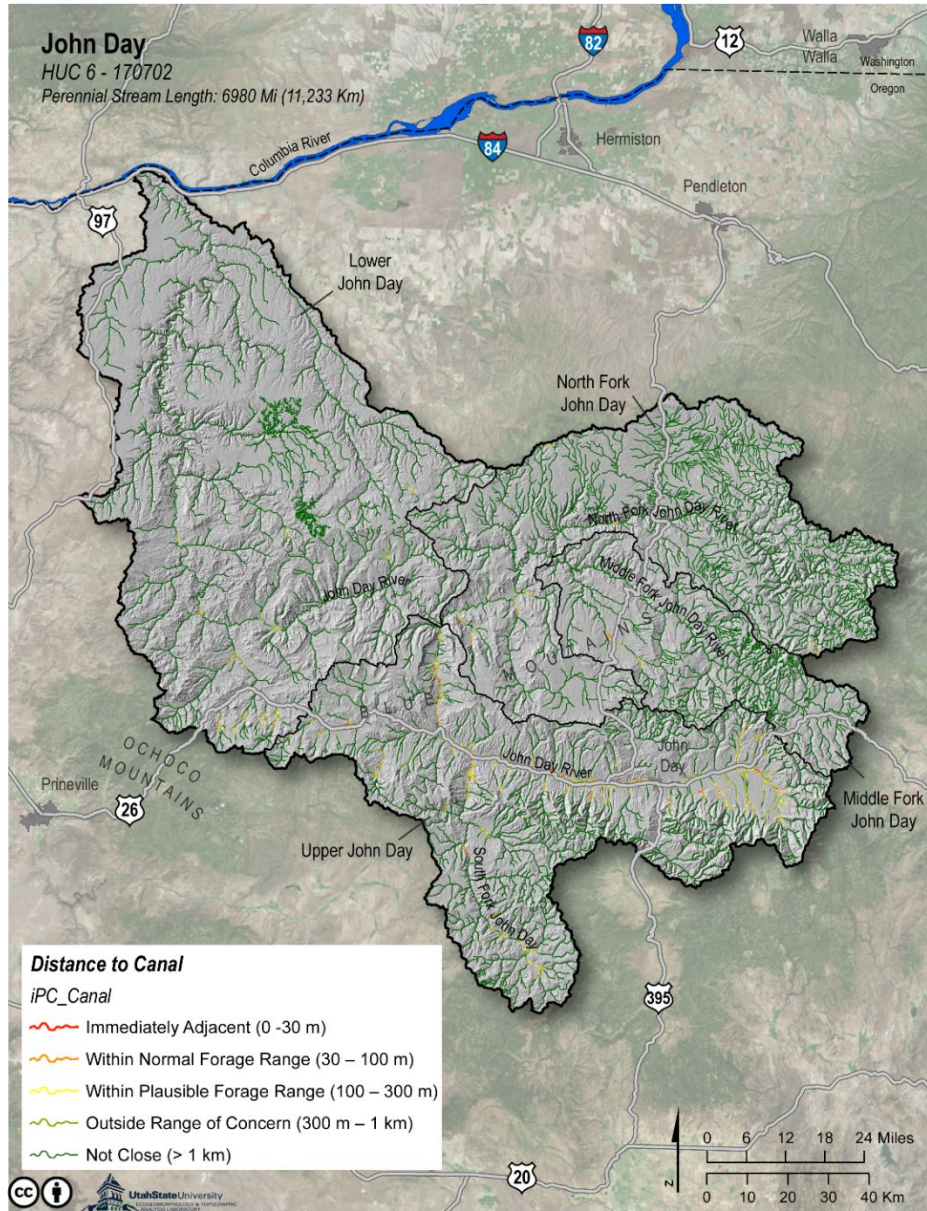 John Day
HUC 6 - 170702
Perennial Stream Length: 6980 Mi (11,233 Km)
82
12
Walla
Walla
Washington
Oregon
Columbia River
84
Hermiston
Pendleton
97
Lower
John Day
North Fork
John Day
North Fork John Day River
Middle Fork John Day River
John Day River
BLUE MOUNTAINS
OCHOCO
MOUNTAINS
John Day River
John
Day
Prineville
26
Upper John Day
South Fork John Day
Middle Fork
John Day
395
20
Distance to Canal
iPC_Canal
Immediately Adjacent (0 -30 m)
Within Normal Forage Range (30 – 100 m)
Within Plausible Forage Range (100 – 300 m)
Outside Range of Concern (300 m – 1 km)
Not Close (> 1 km)
N
0 6 12 18 24 Miles
0 10 20 30 40 Km
cc
UtahStateUniversity
ECOGEOMORPHOLOGY & TOPOGRAPHIC
ANALYSIS LABORATORY